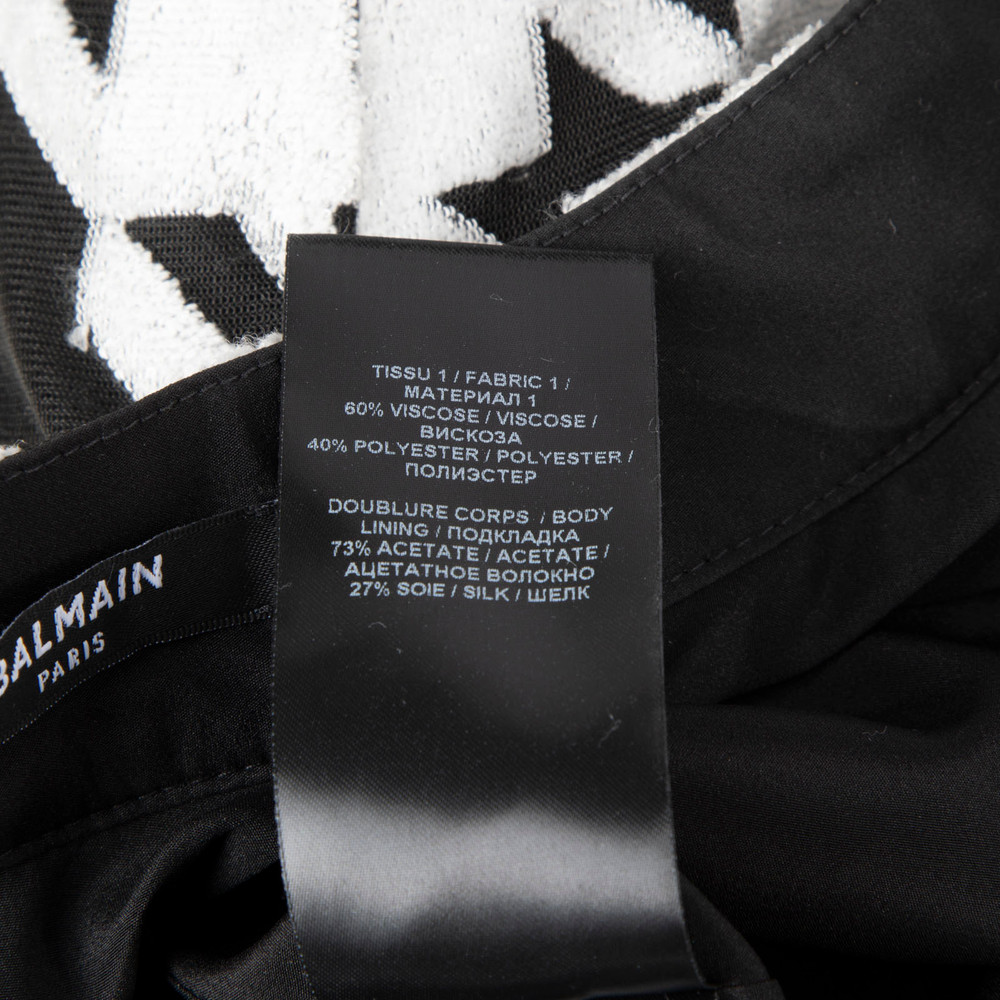 TISSU 1 / FABRIC 1 /
МАТЕРИАЛ 1
60% VISCOSE / VISCOSE /
ВИСКОЗА
40% POLYESTER / POLYESTER /
ПОЛИЭСТЕР
DOUBLURE CORPS / BODY
LINING / ПОДКЛАДКА
73% ACETATE / ACETATE /
АЦЕТАТНОЕ ВОЛОКНО
27% SOIE / SILK / ШЕЛК
BALMAIN
PARIS